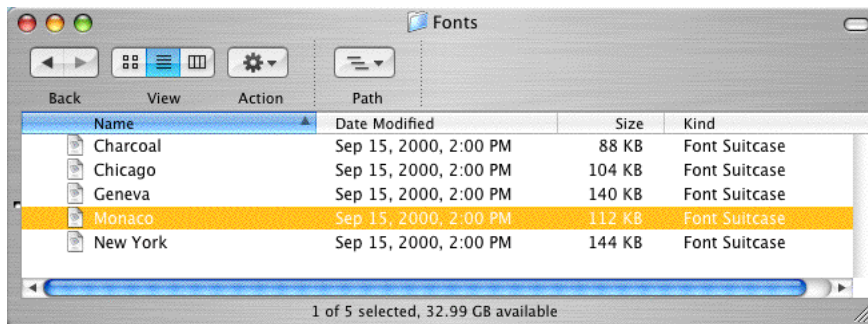 Fonts
Back View Action Path
Name Date Modified Size Kind
Charcoal Sep 15, 2000, 2:00 PM 88 KB Font Suitcase
Chicago Sep 15, 2000, 2:00 PM 104 KB Font Suitcase
Geneva Sep 15, 2000, 2:00 PM 140 KB Font Suitcase
Monaco Sep 15, 2000, 2:00 PM 112 KB Font Suitcase
New York Sep 15, 2000, 2:00 PM 144 KB Font Suitcase
1 of 5 selected, 32.99 GB available